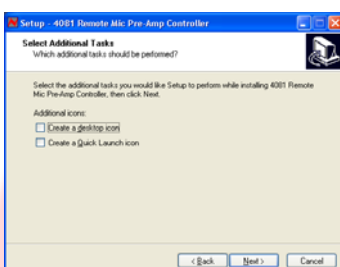 Setup - 4081 Remote Mic Pre-Amp Controller
Select Additional Tasks
Which additional tasks should be performed?
Select the additional tasks you would like Setup to perform while installing 4081 Remote
Mic Pre-Amp Controller, then click Next.
Additional icons:
Create a desktop icon
Create a Quick Launch icon
< Back
Next >
Cancel